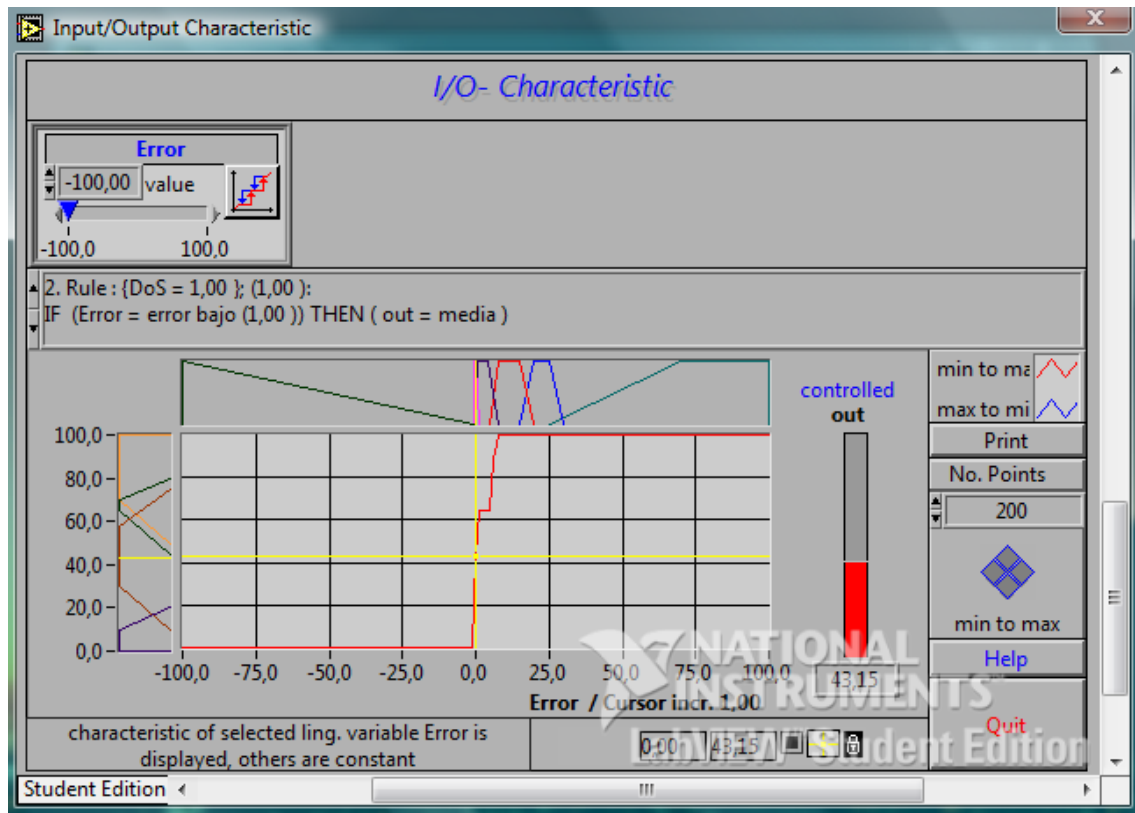 Input/Output Characteristic
I/O- Characteristic
Error
-100,00 value
-100,0 100,0
2. Rule : {DoS = 1,00 }; (1,00 ):
IF (Error = error bajo (1,00 )) THEN ( out = media )
controlled
out
min to ma
max to mi
Print
No. Points
200
min to max
Help
Quit
100,0
80,0
60,0
40,0
20,0
0,0
-100,0 -75,0 -50,0 -25,0 0,0 25,0 50,0 75,0 100,0
43,15
Error / Cursor incr. 1,00
NATIONAL
INSTRUMENTS™
LabVIEW™ Student Edition
characteristic of selected ling. variable Error is
displayed, others are constant
0,00 43,15
Student Edition